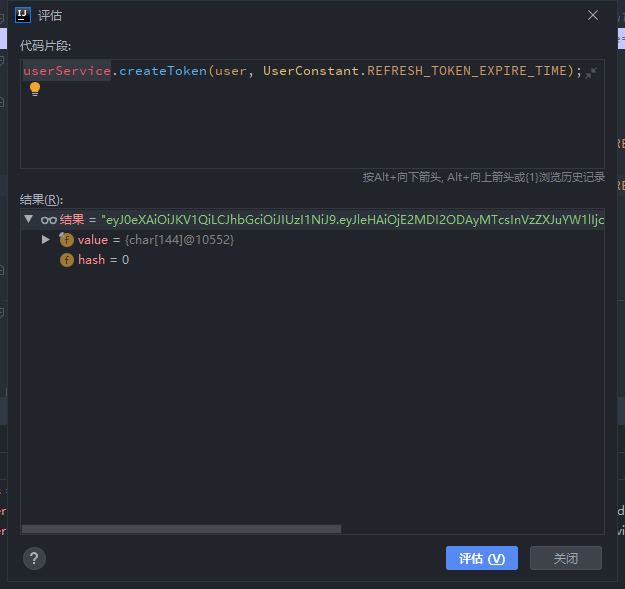 评估
代码片段:
userService.createToken(user, UserConstant.REFRESH_TOKEN_EXPIRE_TIME);
按Alt+向下箭头, Alt+向上箭头或{1}浏览历史记录
结果(R):
结果 = "eyJ0eXAiOiJKV1QiLCJhbGciOiJIUzI1NiJ9.eyJleHAiOjE2MDI2ODAyMTcsInVzZXJuYW1lIjc
value = {char[144]@10552}
hash = 0
? 评估 (V) 关闭